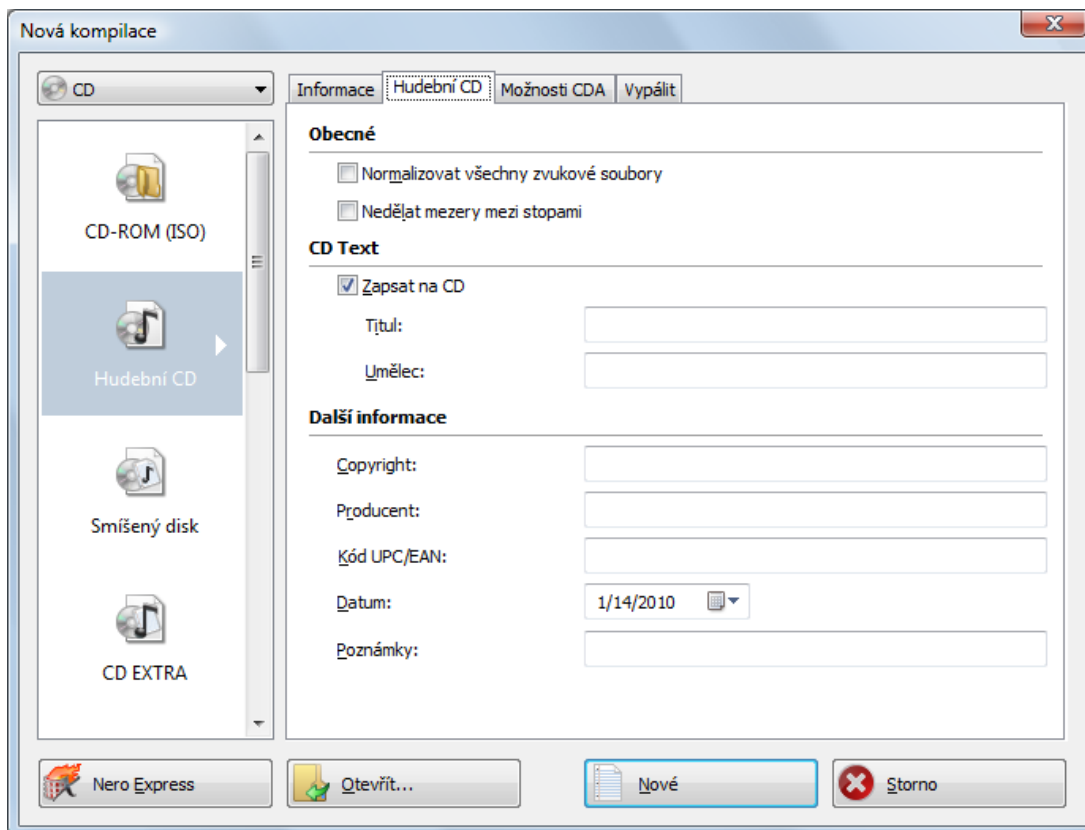 Nová kompilace
CD
CD-ROM (ISO)
Hudební CD
Smíšený disk
CD EXTRA
Informace Hudební CD Možnosti CDA Vypálit
Obecné
Normalizovat všechny zvukové soubory
Nedělat mezery mezi stopami
CD Text
Zapsat na CD
Titul:
Umělec:
Další informace
Copyright:
Producent:
Kód UPC/EAN:
Datum: 1/14/2010
Poznámky:
Nero Express Otevřít... Nové Storno